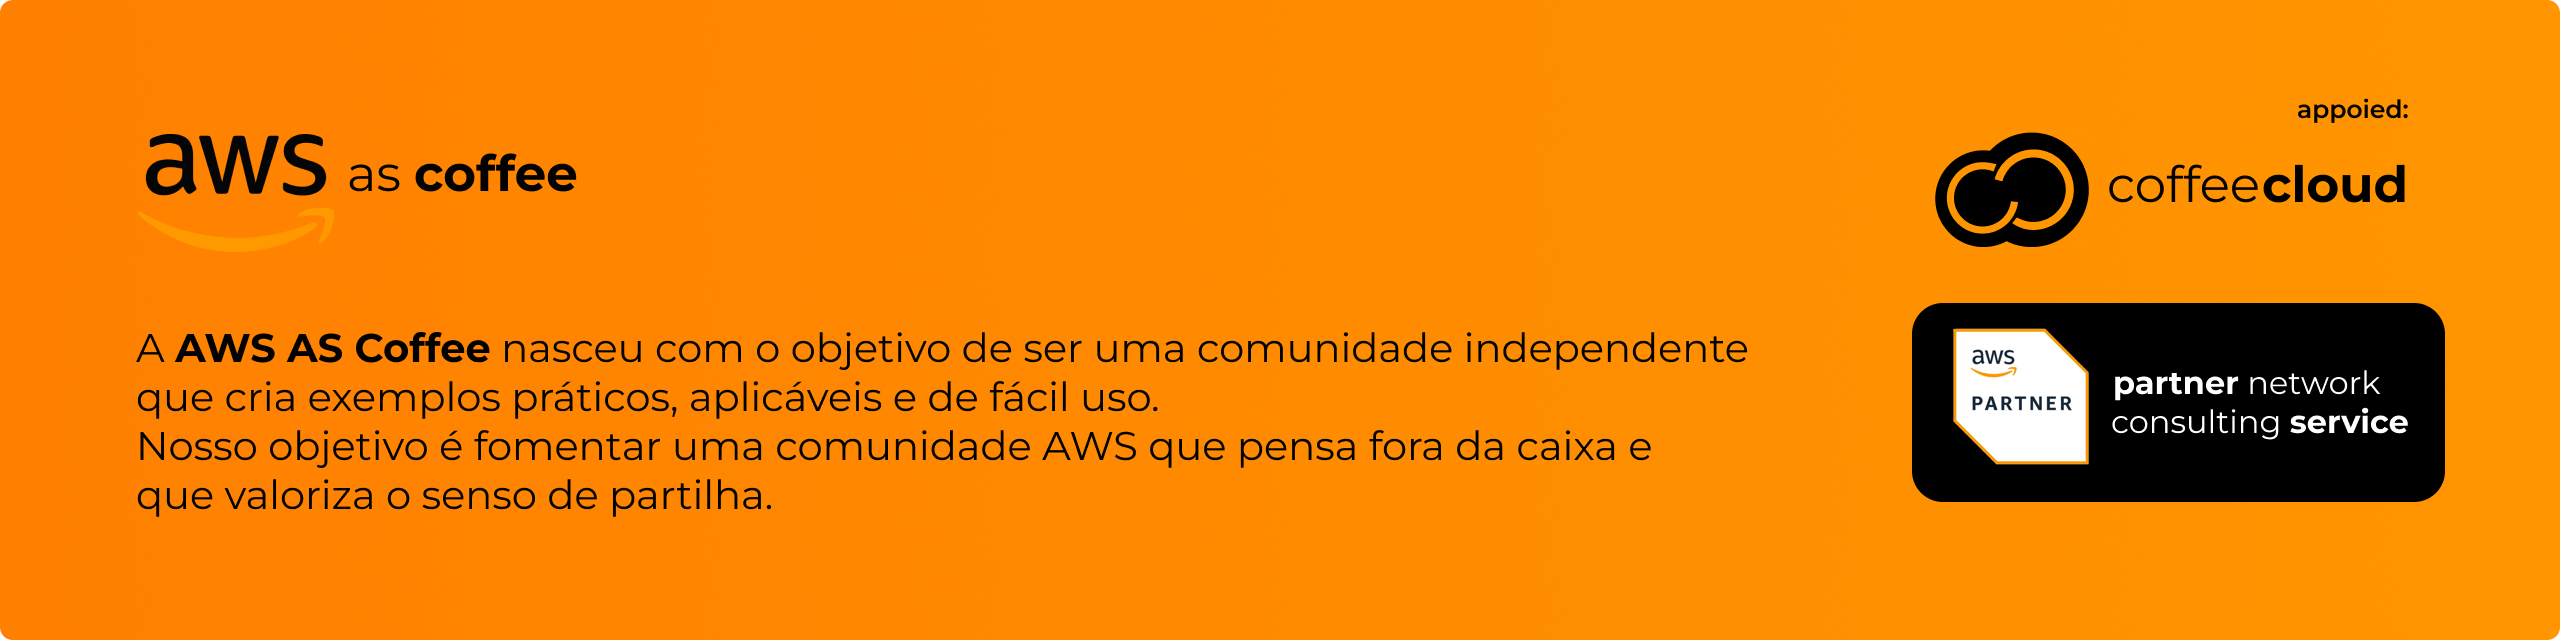 aws as coffee
A AWS AS Coffee nasceu com o objetivo de ser uma comunidade independente
que cria exemplos práticos, aplicáveis e de fácil uso.
Nosso objetivo é fomentar uma comunidade AWS que pensa fora da caixa e
que valoriza o senso de partilha.
appoied:
coffeecloud
aws
PARTNER
partner network
consulting service